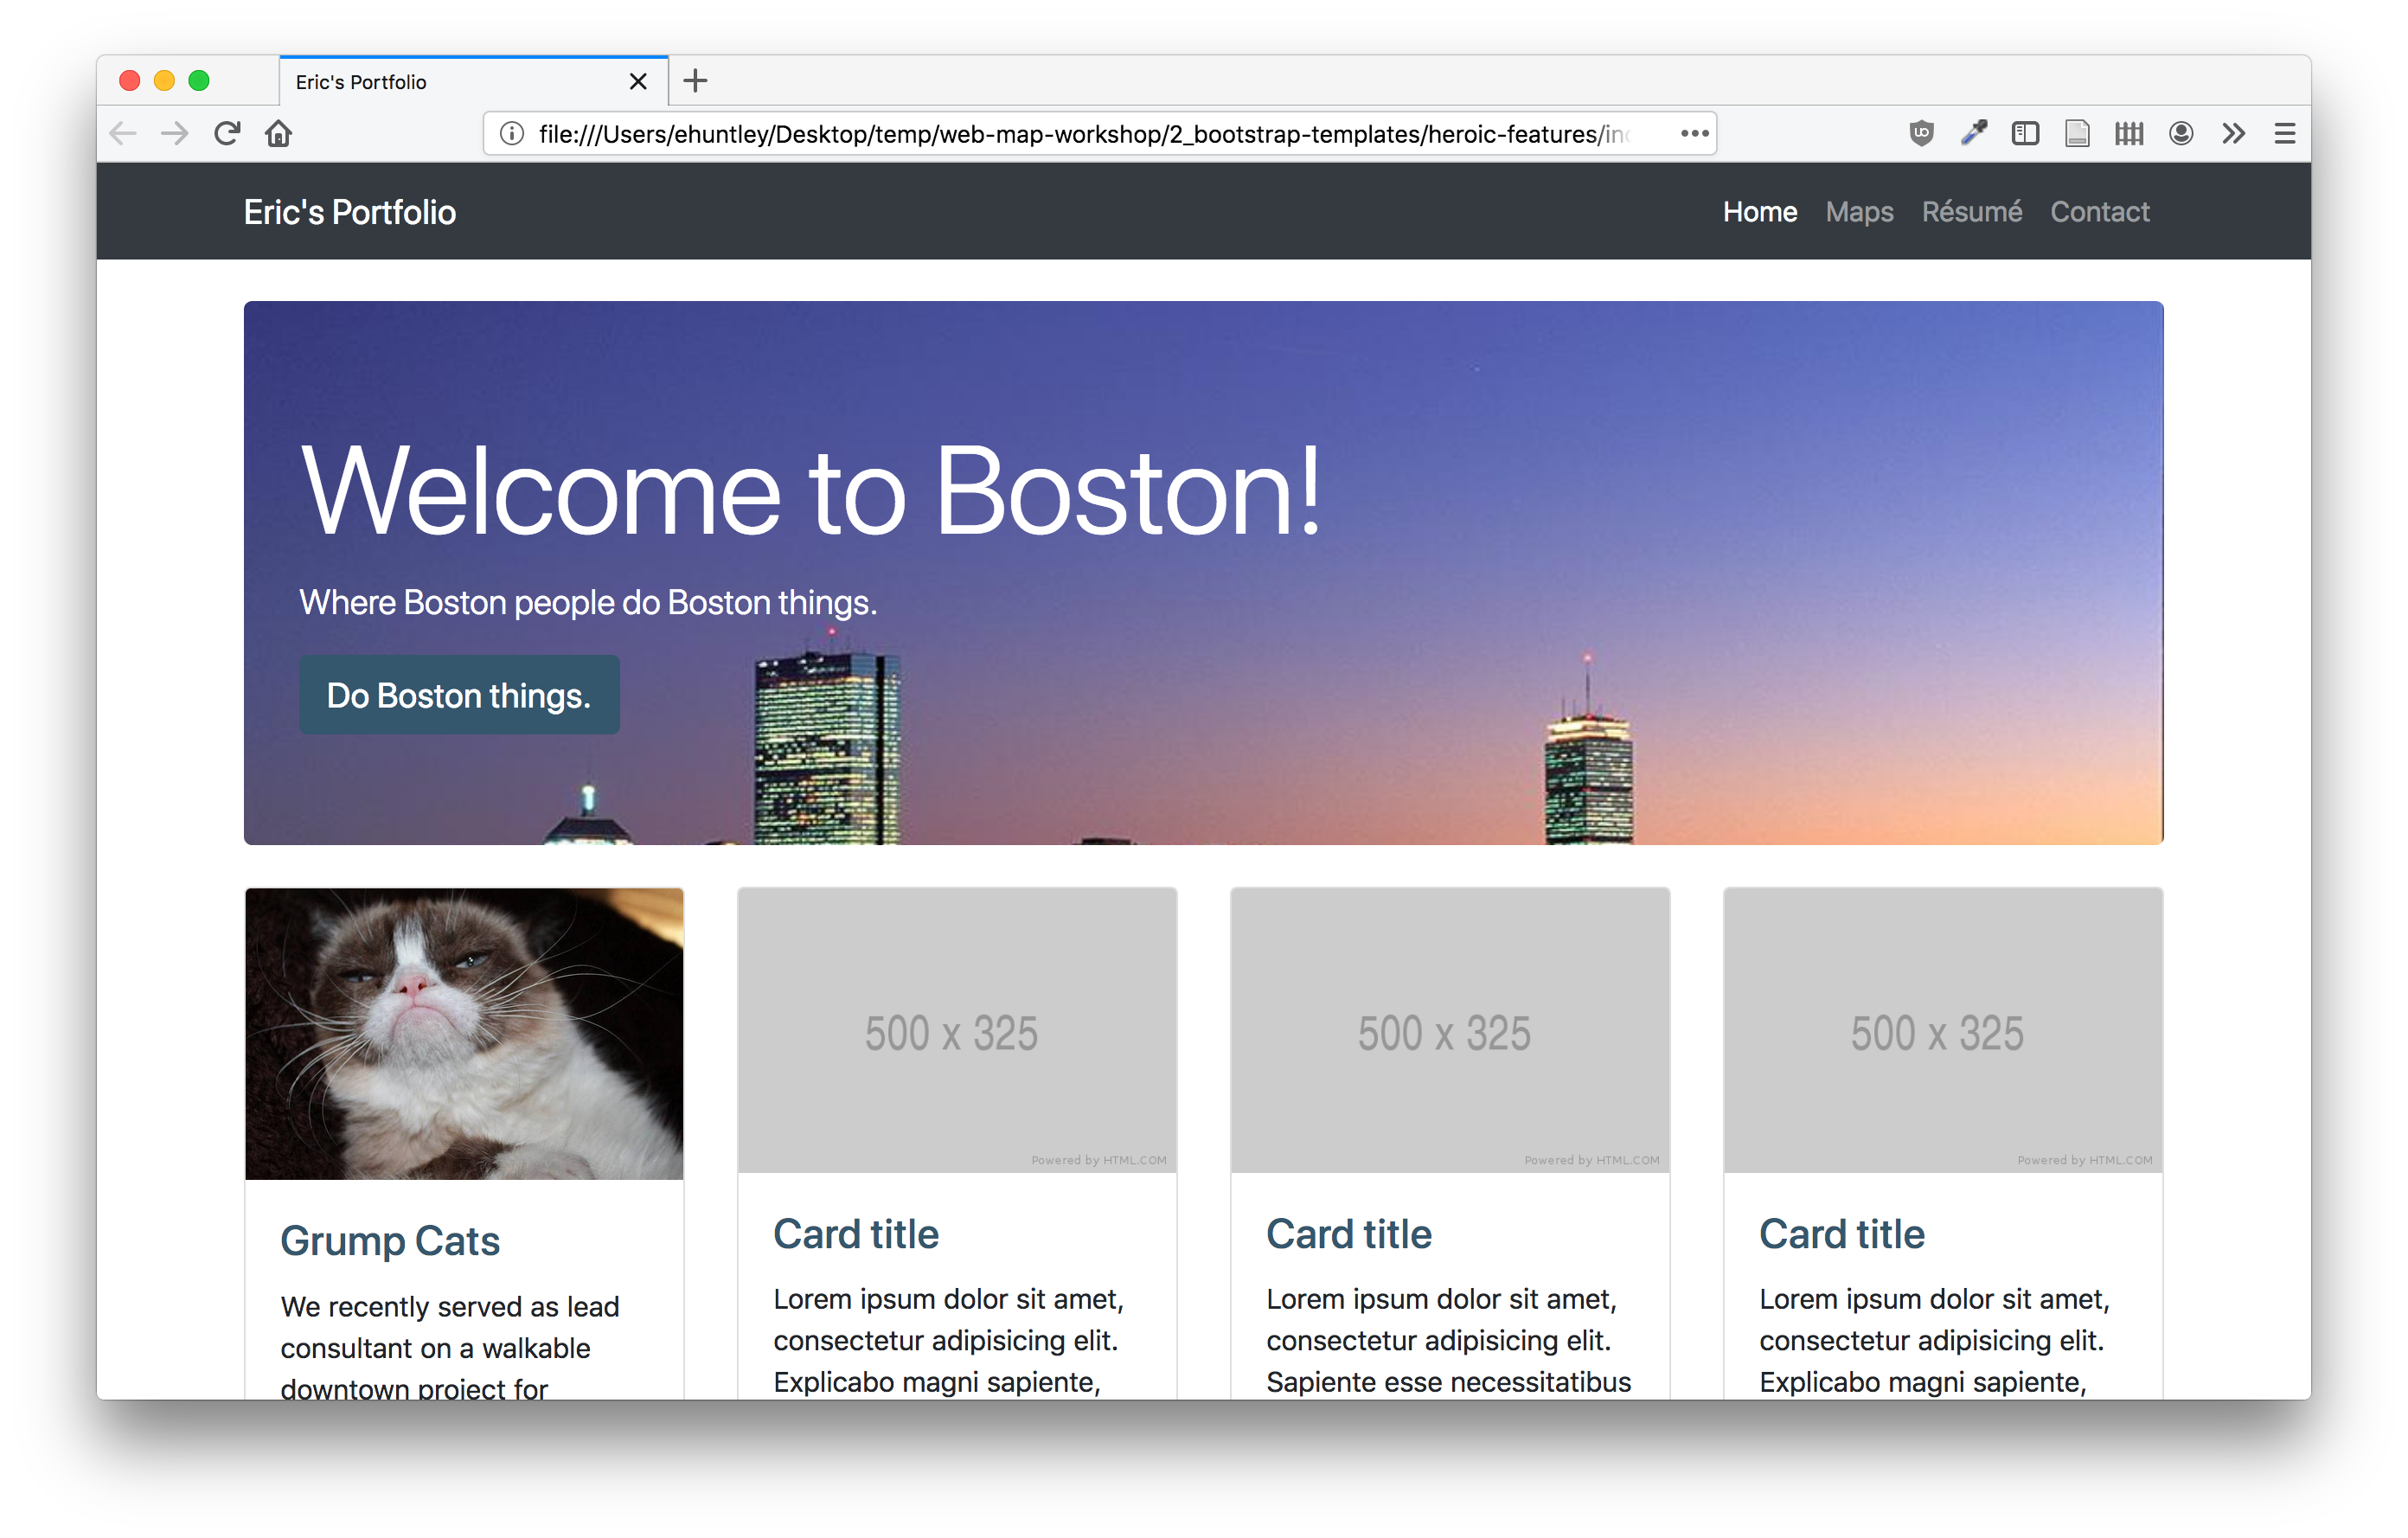 Eric's Portfolio
file:///Users/ehuntley/Desktop/temp/web-map-workshop/2_bootstrap-templates/heroic-features/
Eric's Portfolio
Home Maps Résumé Contact
Welcome to Boston!
Where Boston people do Boston things.
Do Boston things.
500 x 325
Powered by HTML.COM
500 x 325
Powered by HTML.COM
500 x 325
Powered by HTML.COM
Grump Cats
We recently served as lead
consultant on a walkable
downtown project for
Card title
Lorem ipsum dolor sit amet,
consectetur adipisicing elit.
Explicabo magni sapiente,
Card title
Lorem ipsum dolor sit amet,
consectetur adipisicing elit.
Sapiente esse necessitatibus
Card title
Lorem ipsum dolor sit amet,
consectetur adipisicing elit.
Explicabo magni sapiente,